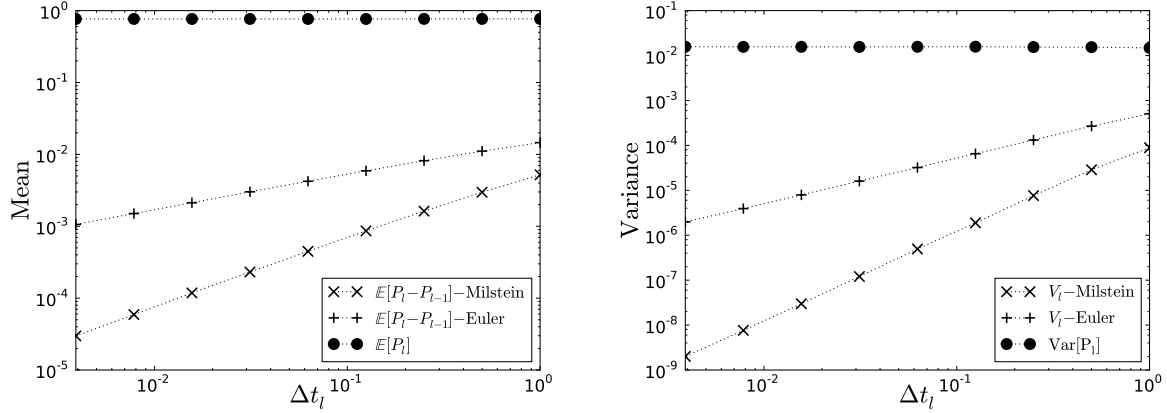 10^0
10^-1
10^-2
10^-3
10^-4
10^-5
Mean
10^-2
10^-1
10^0
Δt_l
𝔼[P_l−P_{l−1}]−Milstein
𝔼[P_l−P_{l−1}]−Euler
𝔼[P_l]
10^-1
10^-2
10^-3
10^-4
10^-5
10^-6
10^-7
10^-8
10^-9
Variance
10^-2
10^-1
10^0
Δt_l
V_l−Milstein
V_l−Euler
Var[P_l]